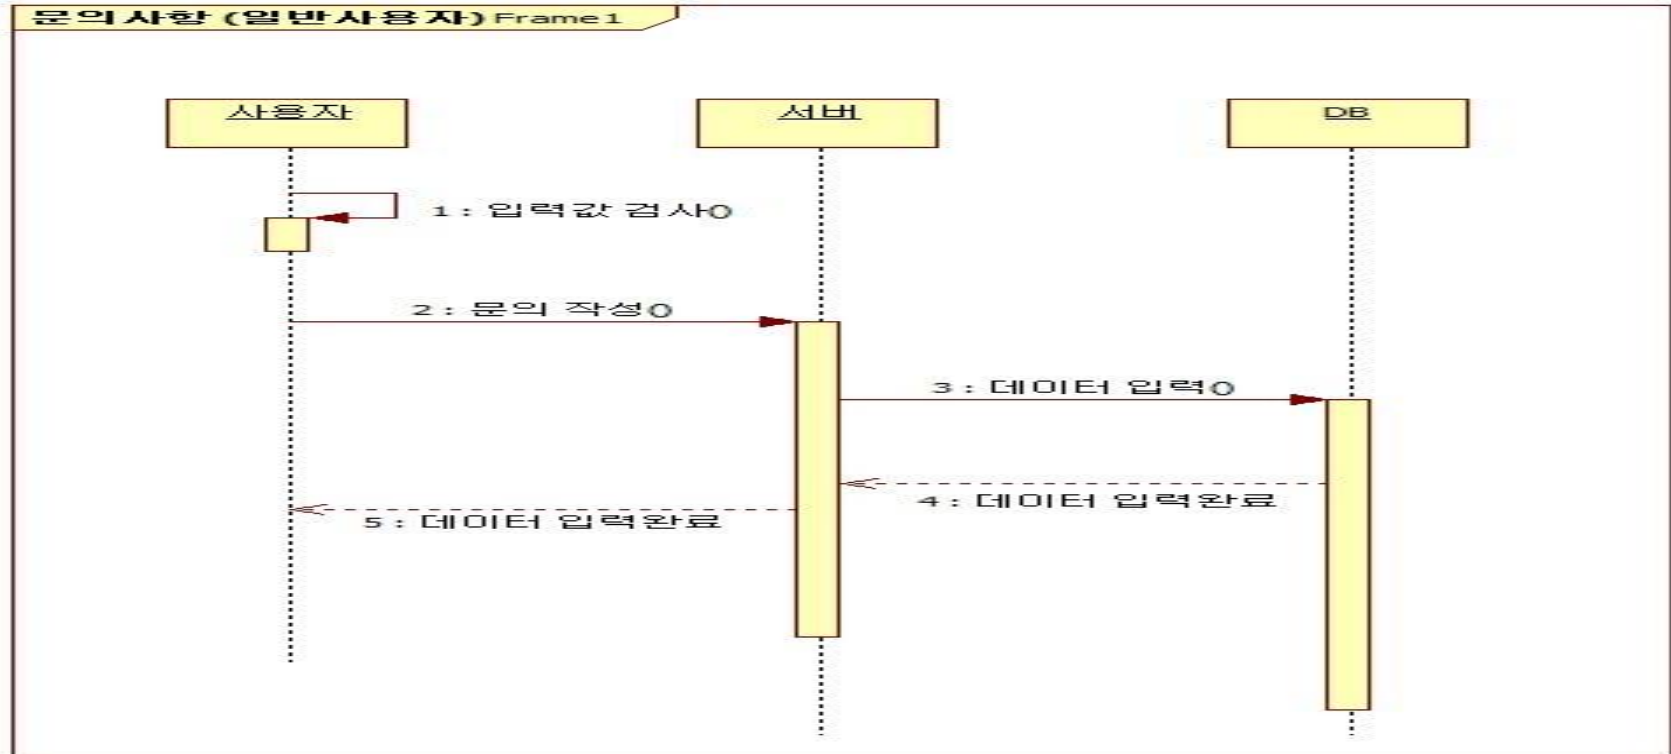 문의사항 (일반사용자) Frame1
사용자
서버
DB
1 : 입력값 검사()
2 : 문의 작성()
3 : 데이터 입력()
4 : 데이터 입력완료
5 : 데이터 입력완료